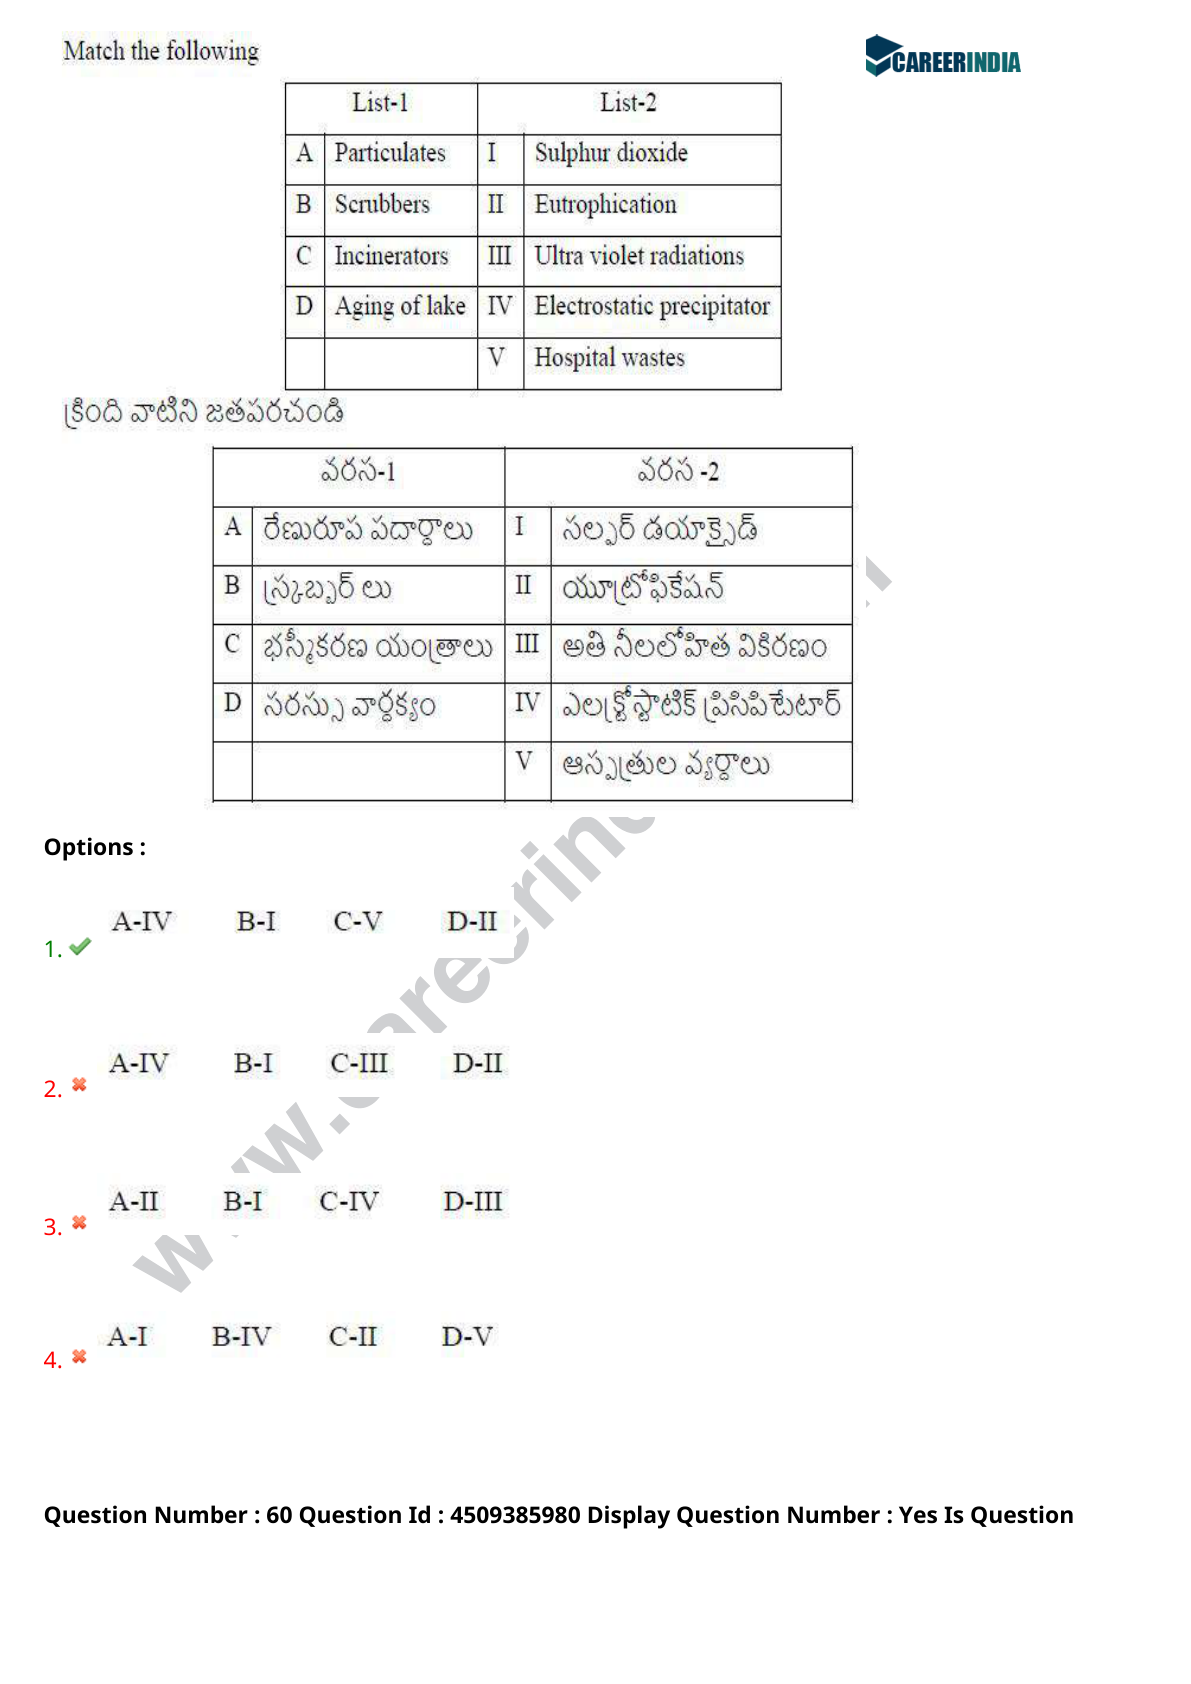 Match the following
CAREERINDIA
List-1 List-2
A Particulates I Sulphur dioxide
B Scrubbers II Eutrophication
C Incinerators III Ultra violet radiations
D Aging of lake IV Electrostatic precipitator
V Hospital wastes
క్రింది వాటిని జతపరచండి
వరస-1 వరస -2
A రేణురూప పదార్థాలు I సల్ఫర్ డయాక్సైడ్
B స్క్రబ్బర్ లు II యూట్రోఫికేషన్
C భస్మీకరణ యంత్రాలు III అతి నీలలోహిత వికిరణం
D సరస్సు వార్ధక్యం IV ఎలక్ట్రోస్టాటిక్ ప్రిసిపిటేటార్
V ఆస్పత్రుల వ్యర్థాలు
Options :
1. A-IV B-I C-V D-II
2. A-IV B-I C-III D-II
3. A-II B-I C-IV D-III
4. A-I B-IV C-II D-V
Question Number : 60 Question Id : 4509385980 Display Question Number : Yes Is Question